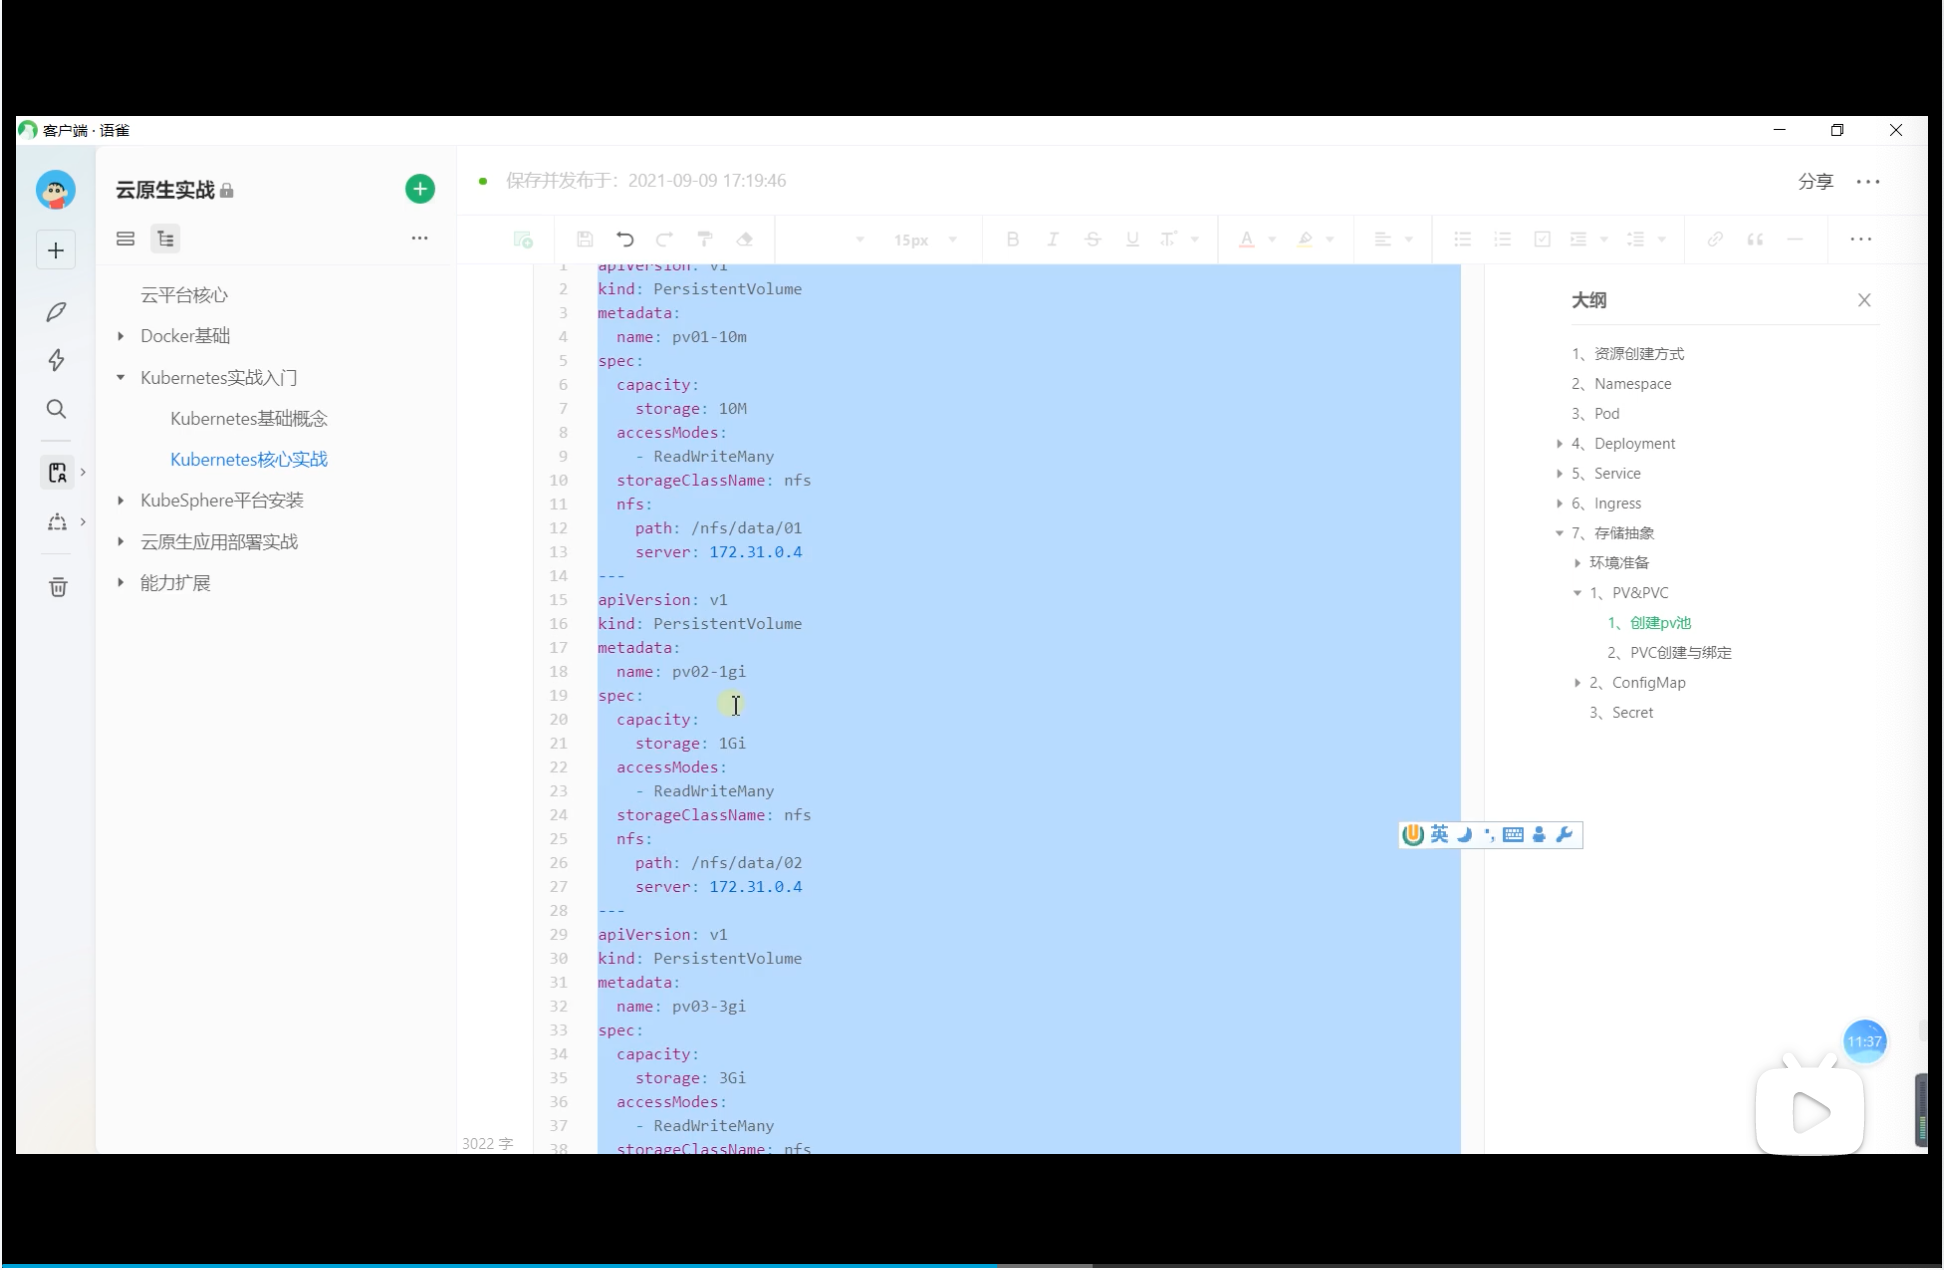 客户端 · 语雀
云原生实战
保存并发布于: 2021-09-09 17:19:46
分享
15px
云平台核心
Docker基础
Kubernetes实战入门
Kubernetes基础概念
Kubernetes核心实战
KubeSphere平台安装
云原生应用部署实战
能力扩展
1 apiVersion: v1
2 kind: PersistentVolume
3 metadata:
4   name: pv01-10m
5 spec:
6   capacity:
7     storage: 10M
8   accessModes:
9     - ReadWriteMany
10   storageClassName: nfs
11   nfs:
12     path: /nfs/data/01
13     server: 172.31.0.4
14 ---
15 apiVersion: v1
16 kind: PersistentVolume
17 metadata:
18   name: pv02-1gi
19 spec:
20   capacity:
21     storage: 1Gi
22   accessModes:
23     - ReadWriteMany
24   storageClassName: nfs
25   nfs:
26     path: /nfs/data/02
27     server: 172.31.0.4
28 ---
29 apiVersion: v1
30 kind: PersistentVolume
31 metadata:
32   name: pv03-3gi
33 spec:
34   capacity:
35     storage: 3Gi
36   accessModes:
37     - ReadWriteMany
38   storageClassName: nfs
3022 字
大纲
1、资源创建方式
2、Namespace
3、Pod
4、Deployment
5、Service
6、Ingress
7、存储抽象
环境准备
1、PV&PVC
1、创建pv池
2、PVC创建与绑定
2、ConfigMap
3、Secret
英
11:37